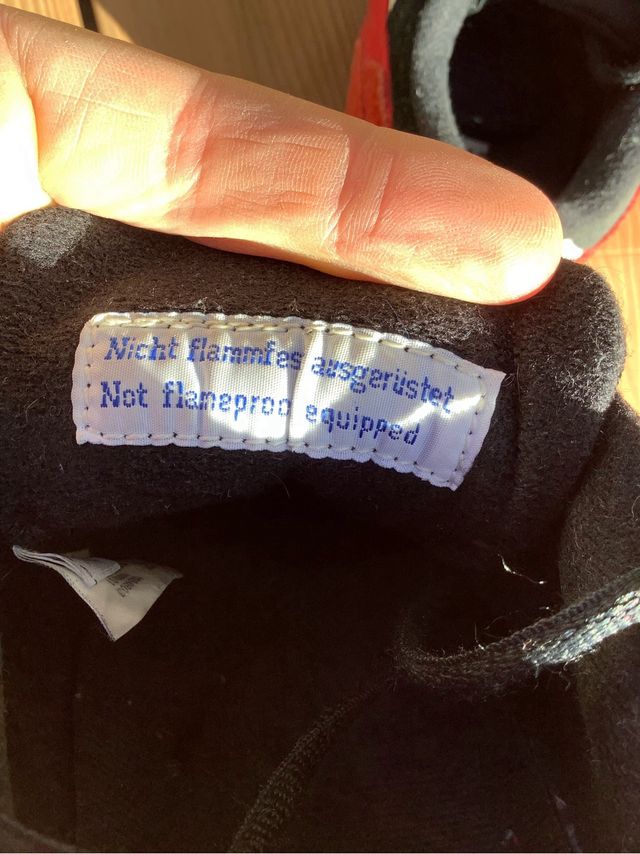 Nicht flammfes ausgerüstet
Not flameproo equipped